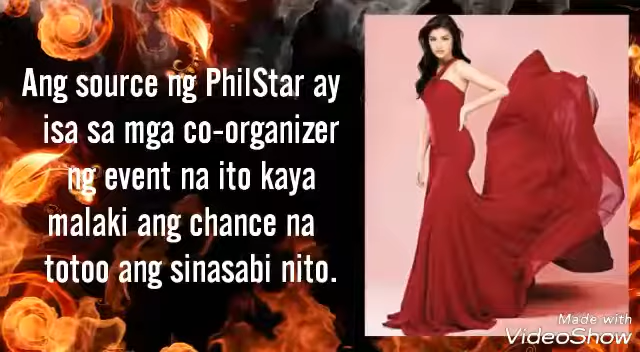 Ang source ng PhilStar ay
isa sa mga co-organizer
ng event na ito kaya
malaki ang chance na
totoo ang sinasabi nito.
Made with
VideoShow